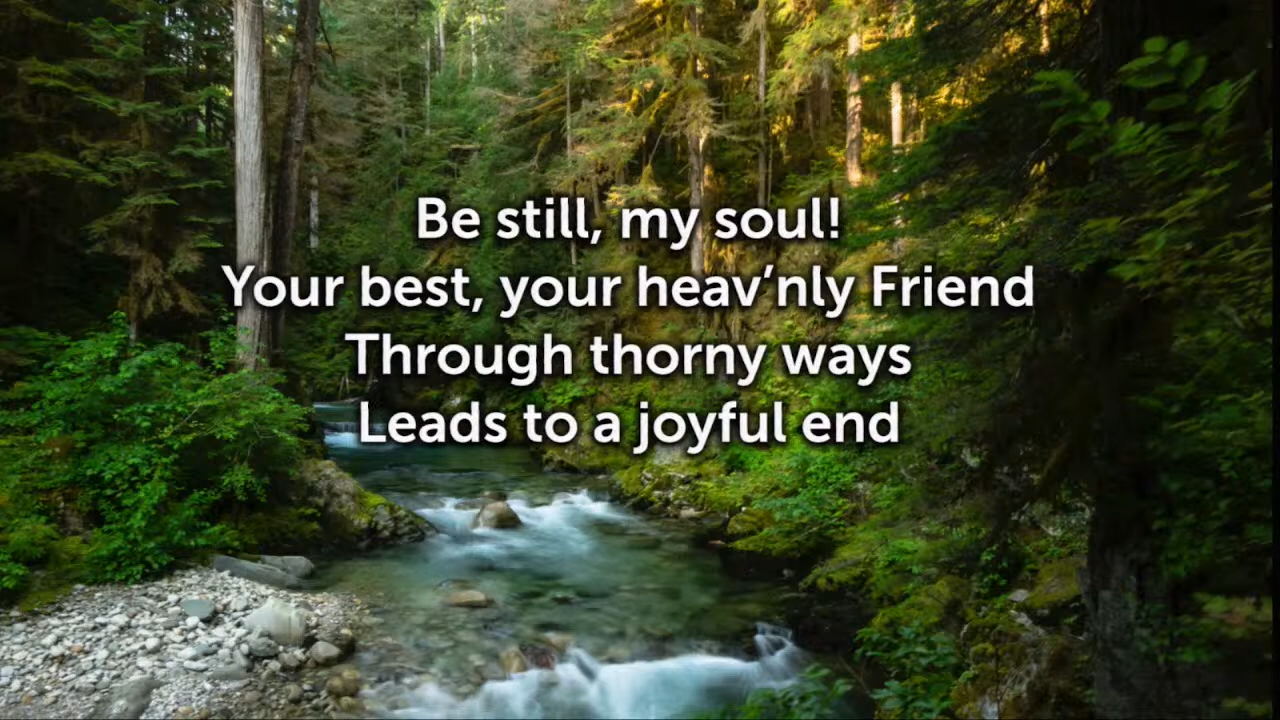 Be still, my soul!
Your best, your heav’nly Friend
Through thorny ways
Leads to a joyful end